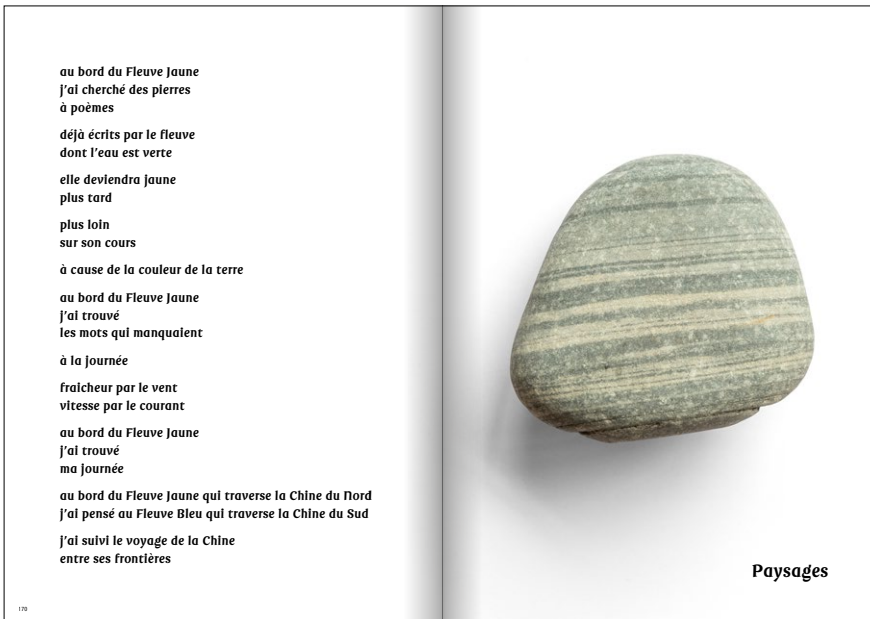 au bord du Fleuve Jaune
j'ai cherché des pierres
à poèmes
déjà écrits par le fleuve
dont l'eau est verte
elle deviendra jaune
plus tard
plus loin
sur son cours
à cause de la couleur de la terre
au bord du Fleuve Jaune
j'ai trouvé
les mots qui manquaient
à la journée
fraicheur par le vent
vitesse par le courant
au bord du Fleuve Jaune
j'ai trouvé
ma journée
au bord du Fleuve Jaune qui traverse la Chine du Nord
j'ai pensé au Fleuve Bleu qui traverse la Chine du Sud
j'ai suivi le voyage de la Chine
entre ses frontières
170
Paysages